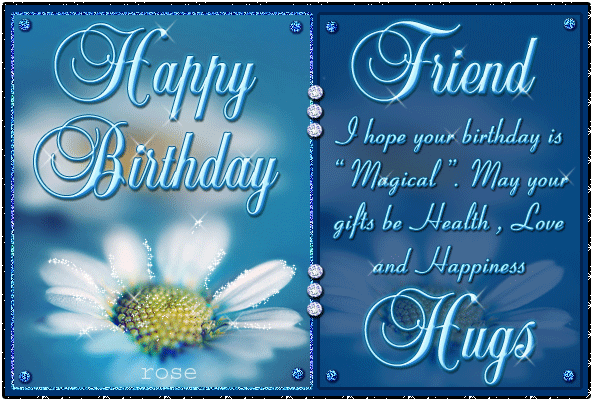 Happy
Birthday
rose
Friend
I hope your birthday is
“ Magical ”. May your
gifts be Health , Love
and Happiness
Hugs